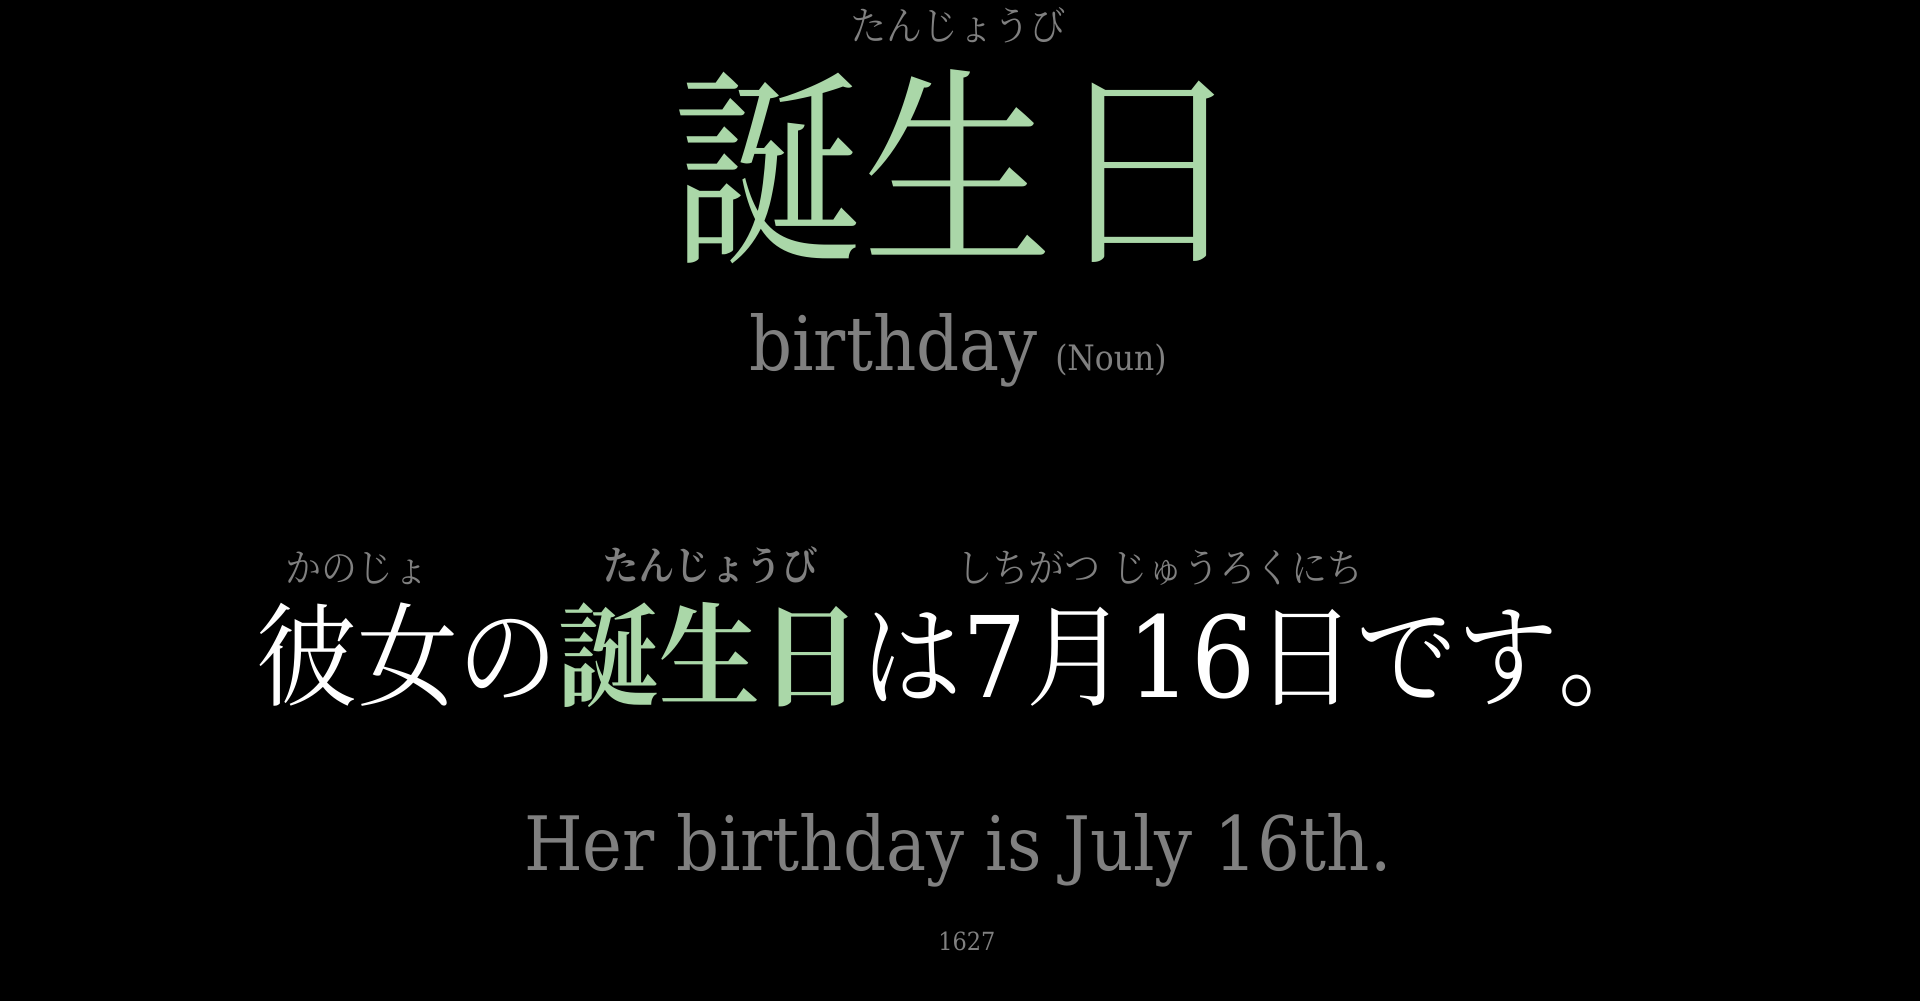 たんじょうび
誕生日
birthday (Noun)
かのじょ たんじょうび しちがつ じゅうろくにち
彼女の誕生日は7月16日です。
Her birthday is July 16th.
1627